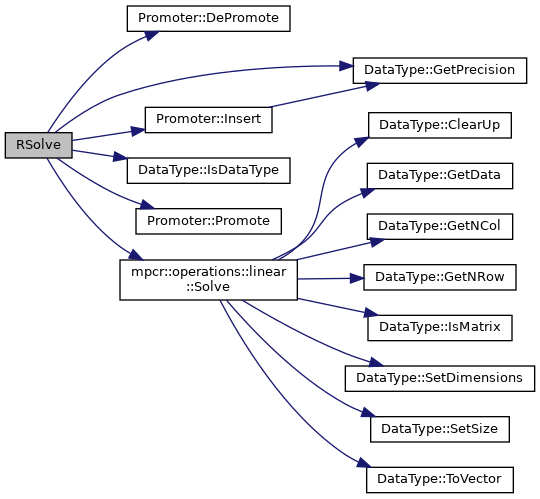 Promoter::DePromote
DataType::GetPrecision
Promoter::Insert
DataType::ClearUp
RSolve
DataType::IsDataType
DataType::GetData
Promoter::Promote
DataType::GetNCol
mpcr::operations::linear
::Solve
DataType::GetNRow
DataType::IsMatrix
DataType::SetDimensions
DataType::SetSize
DataType::ToVector